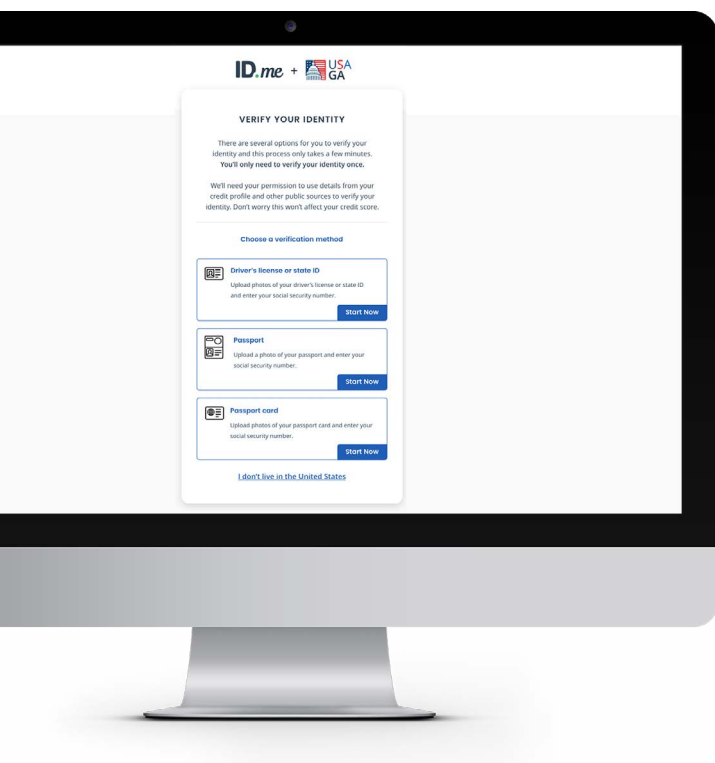 ID.me + USA
GA
VERIFY YOUR IDENTITY
There are several options for you to verify your
identity and this process only takes a few minutes.
You'll only need to verify your identity once.
We'll need your permission to use details from your
credit profile and other public sources to verify your
identity. Don't worry this won't affect your credit score.
Choose a verification method
Driver's license or state ID
Upload photos of your driver's license or state ID
and enter your social security number.
Start Now
Passport
Upload a photo of your passport and enter your
social security number.
Start Now
Passport card
Upload photos of your passport card and enter your
social security number.
Start Now
I don't live in the United States